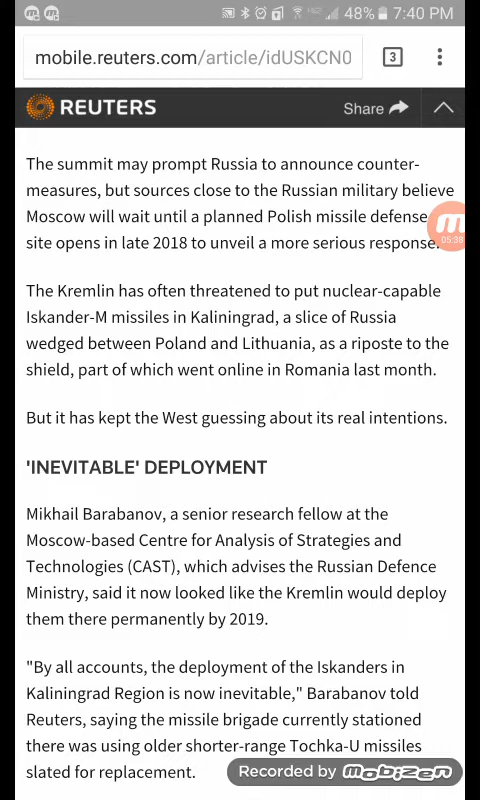 48% 7:40 PM
mobile.reuters.com/article/idUSKCN0
3
REUTERS
Share
The summit may prompt Russia to announce counter-
measures, but sources close to the Russian military believe
Moscow will wait until a planned Polish missile defense
site opens in late 2018 to unveil a more serious response.
05:38
The Kremlin has often threatened to put nuclear-capable
Iskander-M missiles in Kaliningrad, a slice of Russia
wedged between Poland and Lithuania, as a riposte to the
shield, part of which went online in Romania last month.
But it has kept the West guessing about its real intentions.
'INEVITABLE' DEPLOYMENT
Mikhail Barabanov, a senior research fellow at the
Moscow-based Centre for Analysis of Strategies and
Technologies (CAST), which advises the Russian Defence
Ministry, said it now looked like the Kremlin would deploy
them there permanently by 2019.
"By all accounts, the deployment of the Iskanders in
Kaliningrad Region is now inevitable," Barabanov told
Reuters, saying the missile brigade currently stationed
there was using older shorter-range Tochka-U missiles
slated for replacement.
Recorded by mobizen